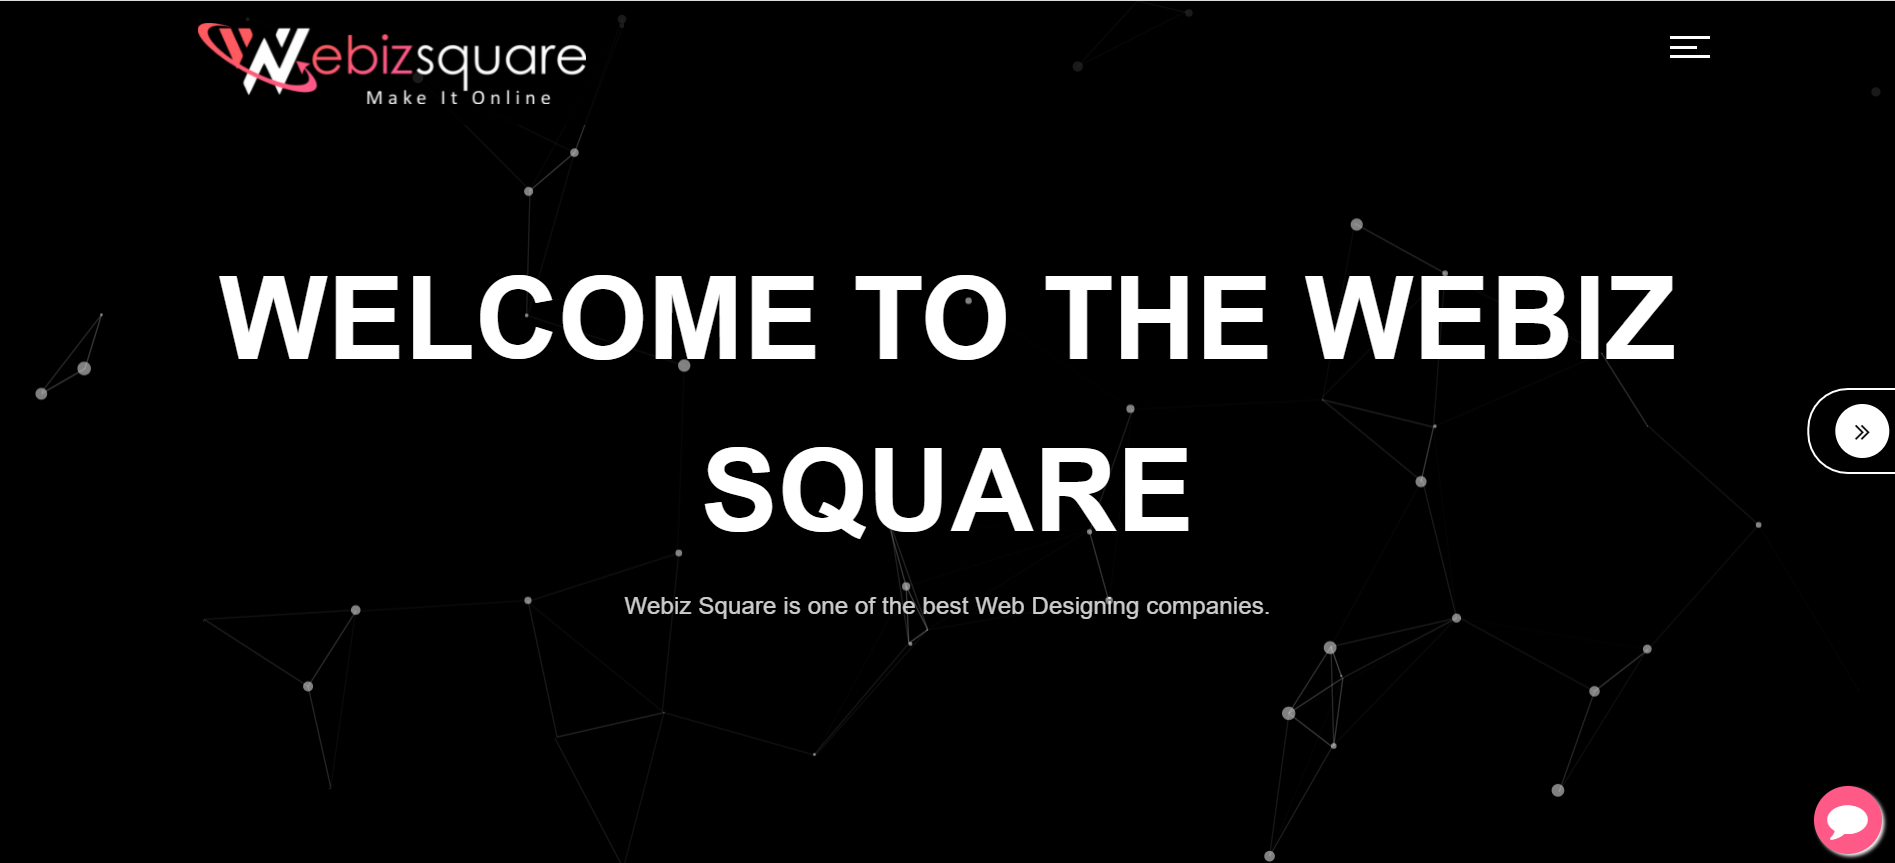 Webizsquare
Make It Online
WELCOME TO THE WEBIZ
SQUARE
Webiz Square is one of the best Web Designing companies.